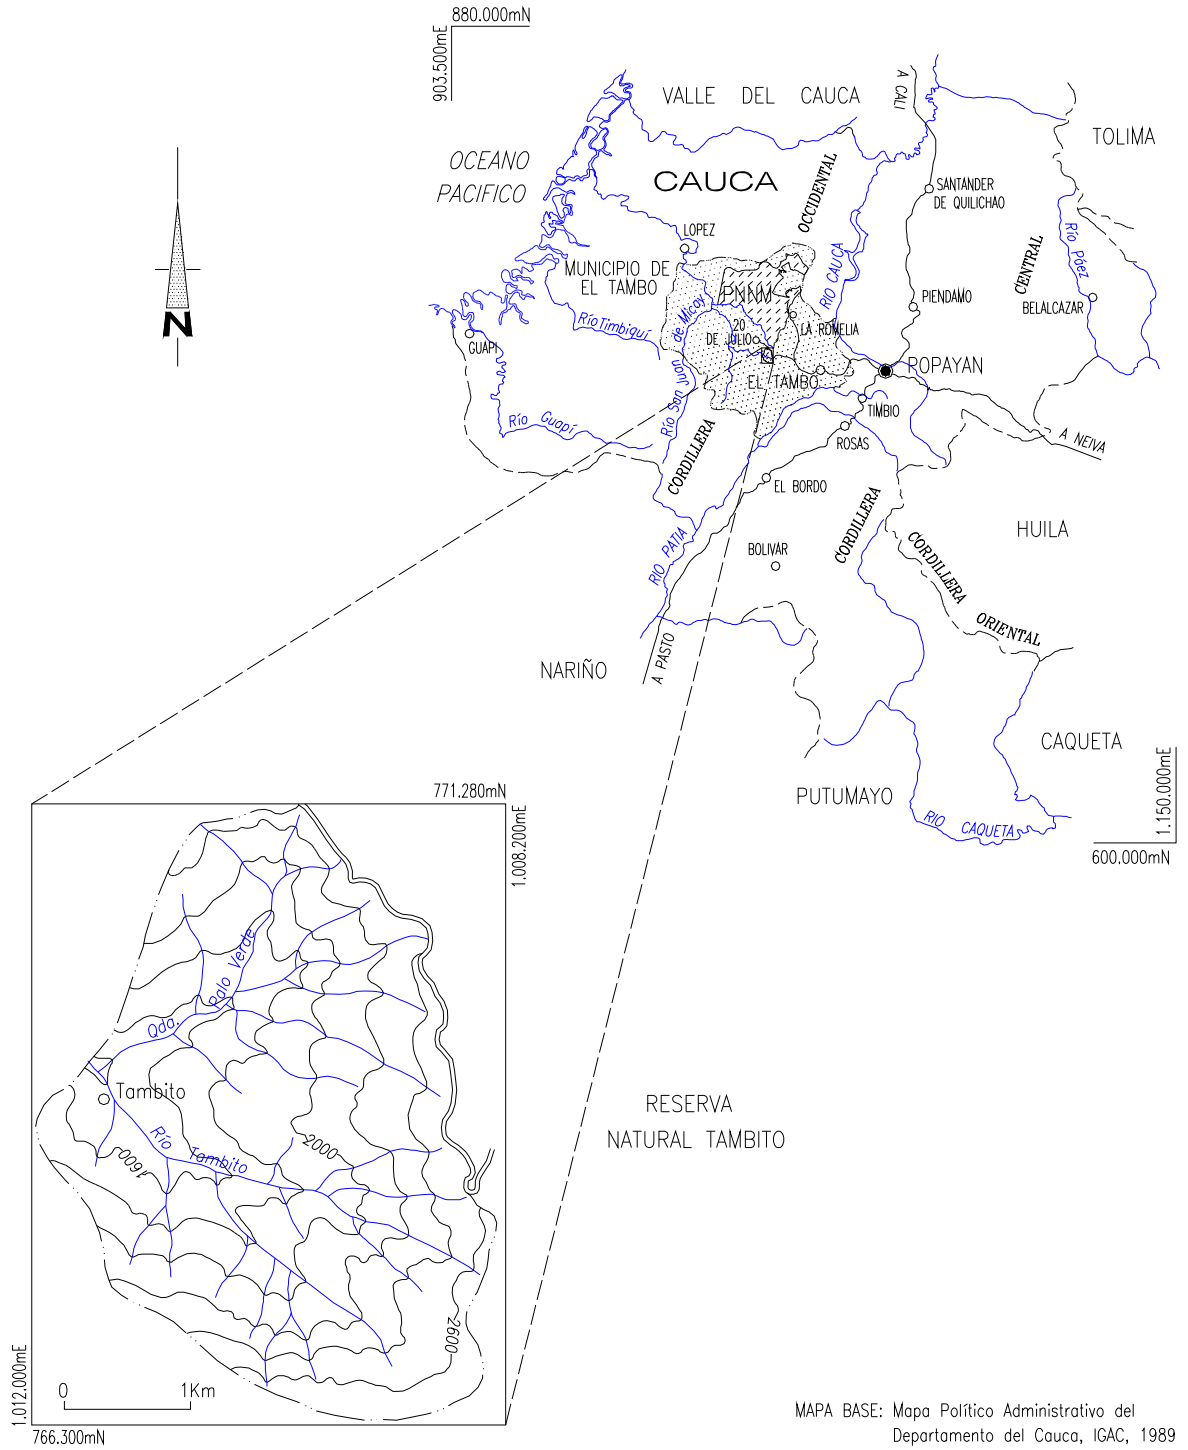 880.000mN
903.500mE
VALLE DEL CAUCA
A CALI
TOLIMA
OCEANO
PACIFICO
CAUCA
OCCIDENTAL
SANTANDER
DE QUILICHAO
LOPEZ
CENTRAL
Río Páez
MUNICIPIO DE
EL TAMBO
PNNM
RIO CAUCA
PIENDAMO
BELALCAZAR
RíoTimbiquí
Río San Juan de Micay
20
DE JULIO
LA ROMELIA
GUAPI
EL TAMBO
POPAYAN
TIMBIO
Río Guapí
ROSAS
A NEIVA
CORDILLERA
EL BORDO
CORDILLERA
HUILA
RIO PATIA
BOLIVAR
CORDILLERA
ORIENTAL
NARIÑO
A PASTO
CAQUETA
PUTUMAYO
RIO CAQUETA
1.150.000mE
600.000mN
771.280mN
1.008.200mE
Qda. Palo Verde
Tambito
Río Tambito
2000
1600
2600
RESERVA
NATURAL TAMBITO
0 1Km
1.012.000mE
766.300mN
N
MAPA BASE: Mapa Político Administrativo del
Departamento del Cauca, IGAC, 1989